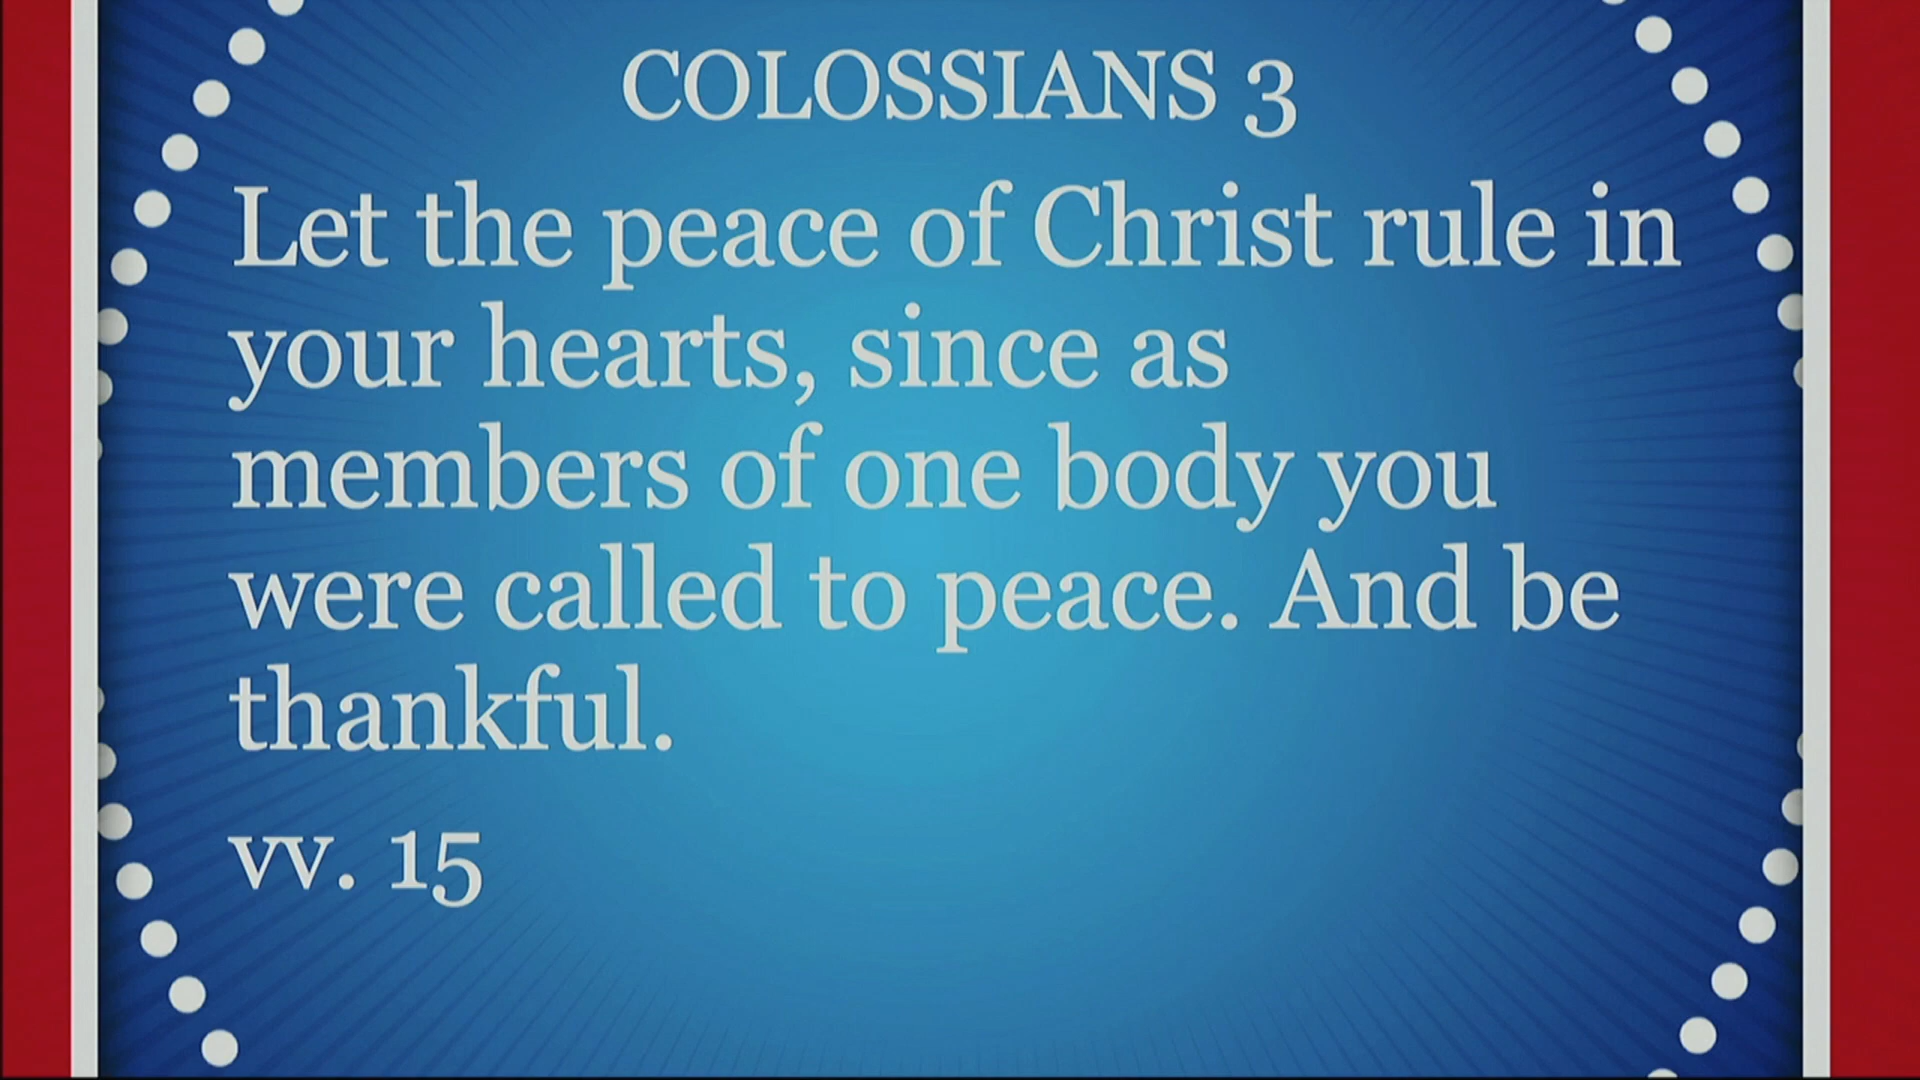 COLOSSIANS 3
Let the peace of Christ rule in
your hearts, since as
members of one body you
were called to peace. And be
thankful.
vv. 15